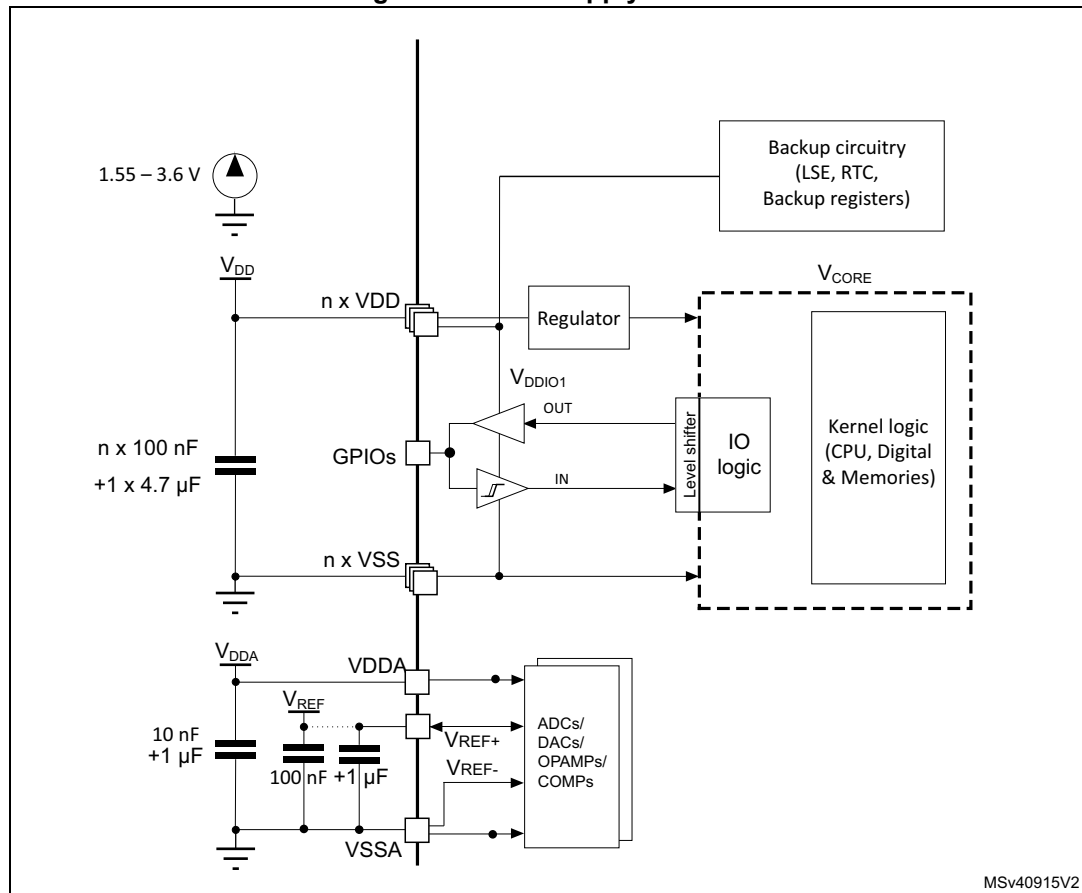 Backup circuitry
(LSE, RTC,
Backup registers)
1.55 – 3.6 V
VDD
VCORE
n x VDD
Regulator
VDDIO1
OUT
n x 100 nF
+1 x 4.7 µF
GPIOs
IN
Level shifter
IO
logic
Kernel logic
(CPU, Digital
& Memories)
n x VSS
VDDA
VDDA
VREF
10 nF
+1 µF
100 nF
+1 µF
VREF+
VREF-
ADCs/
DACs/
OPAMPs/
COMPs
VSSA
MSv40915V2